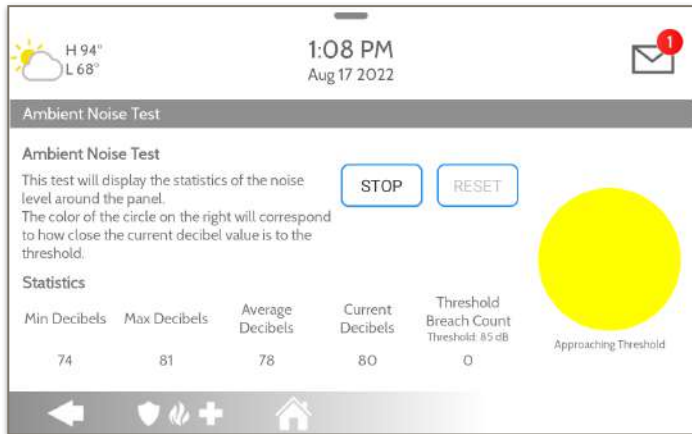 H 94°
L 68°
1:08 PM
Aug 17 2022
1
Ambient Noise Test
Ambient Noise Test
This test will display the statistics of the noise
level around the panel.
The color of the circle on the right will correspond
to how close the current decibel value is to the
threshold.
STOP
RESET
Statistics
Min Decibels
Max Decibels
Average
Decibels
Current
Decibels
Threshold
Breach Count
Threshold: 85 dB
74
81
78
80
0
Approaching Threshold